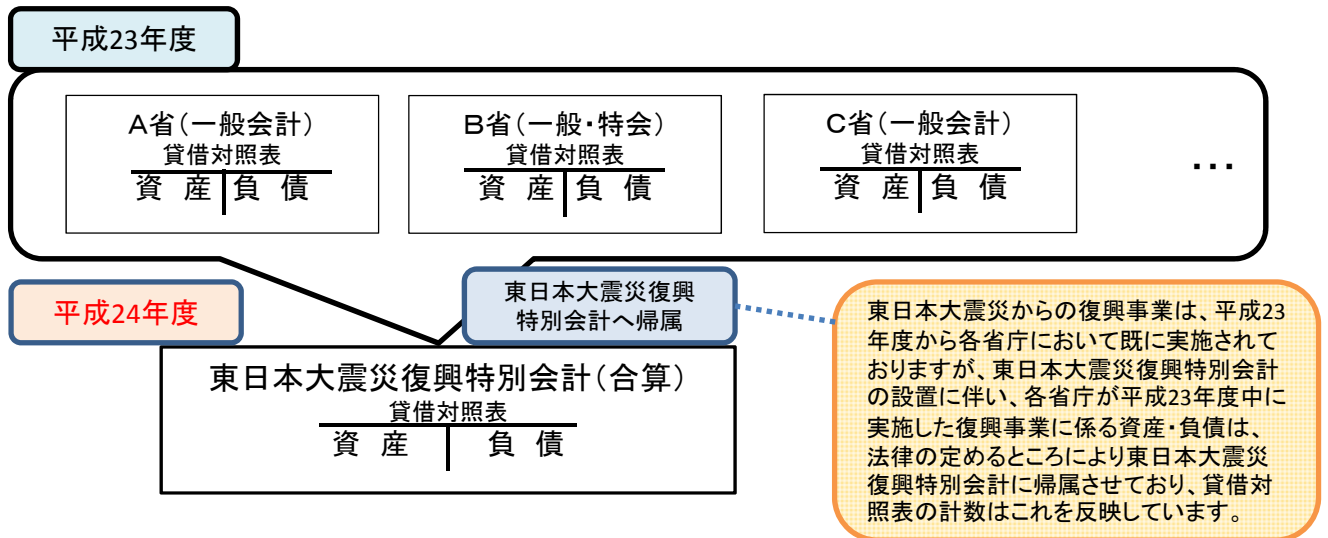 平成23年度
A省(一般会計)
貸借対照表
資 産 負 債
B省(一般・特会)
貸借対照表
資 産 負 債
C省(一般会計)
貸借対照表
資 産 負 債
…
平成24年度
東日本大震災復興
特別会計へ帰属
東日本大震災復興特別会計(合算)
貸借対照表
資 産 負 債
東日本大震災からの復興事業は、平成23
年度から各省庁において既に実施されて
おりますが、東日本大震災復興特別会計
の設置に伴い、各省庁が平成23年度中に
実施した復興事業に係る資産・負債は、
法律の定めるところにより東日本大震災
復興特別会計に帰属させており、貸借対
照表の計数はこれを反映しています。